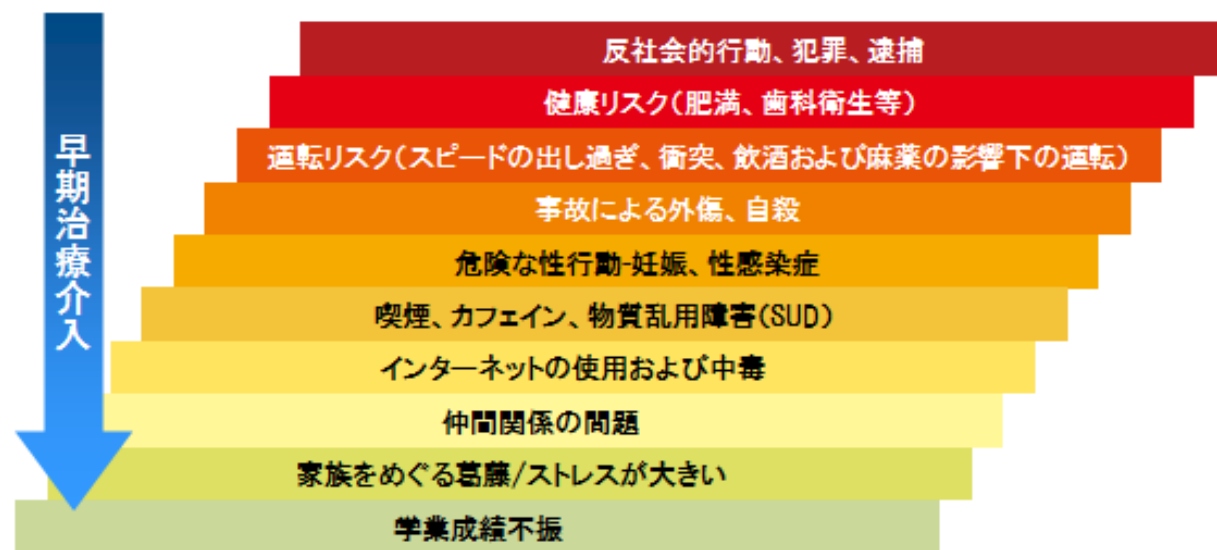 早期治療介入
反社会的行動、犯罪、逮捕
健康リスク(肥満、歯科衛生等)
運転リスク(スピードの出し過ぎ、衝突、飲酒および麻薬の影響下の運転)
事故による外傷、自殺
危険な性行動-妊娠、性感染症
喫煙、カフェイン、物質乱用障害(SUD)
インターネットの使用および中毒
仲間関係の問題
家族をめぐる葛藤/ストレスが大きい
学業成績不振